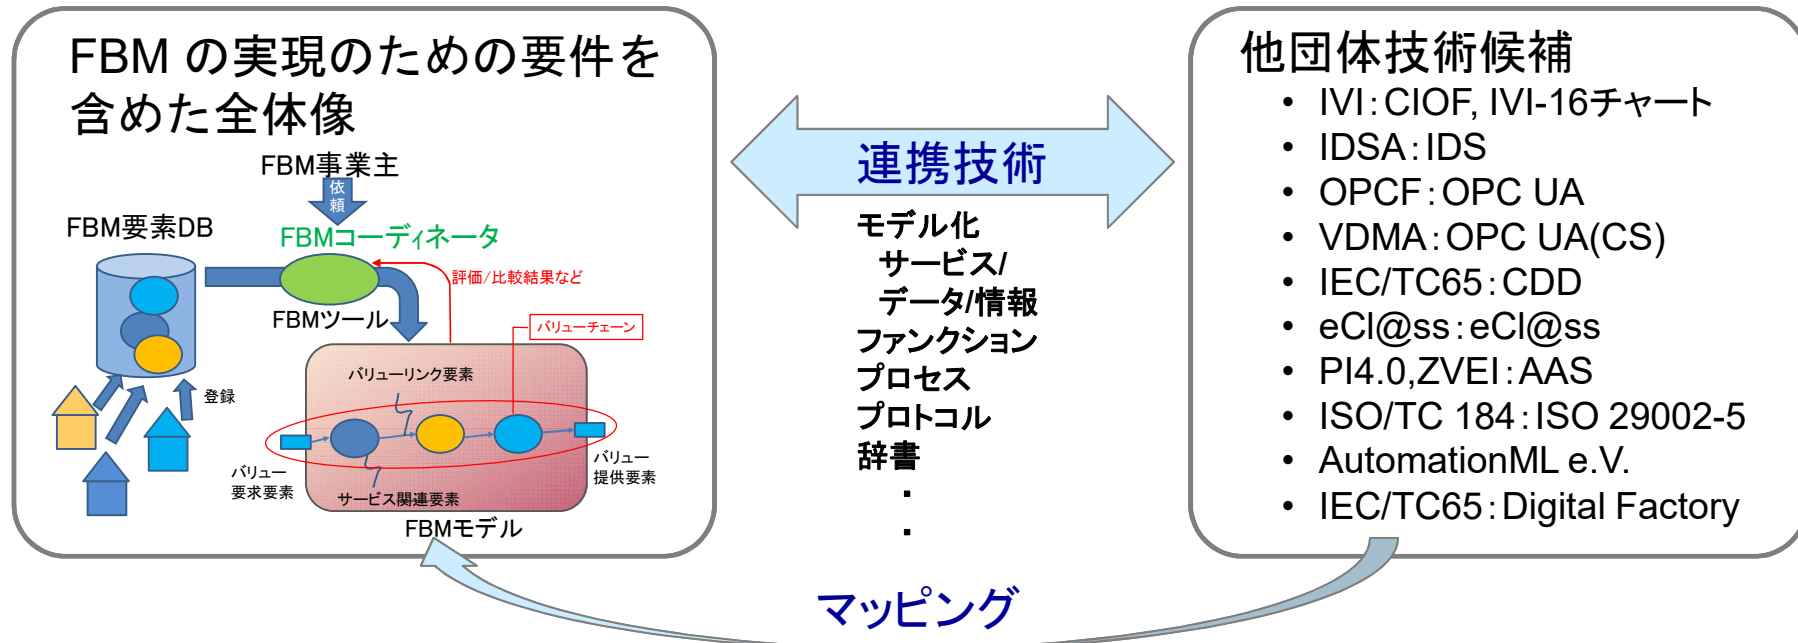 FBM の実現のための要件を
含めた全体像
FBM事業主
依
頼
FBM要素DB
FBMコーディネータ
評価/比較結果など
FBMツール
バリューチェーン
バリューリンク要素
登録
バリュー
要求要素
バリュー
提供要素
サービス関連要素
FBMモデル
連携技術
モデル化
サービス/
データ/情報
ファンクション
プロセス
プロトコル
辞書
・
・
マッピング
他団体技術候補
• IVI：CIOF, IVI-16チャート
• IDSA：IDS
• OPCF：OPC UA
• VDMA：OPC UA(CS)
• IEC/TC65：CDD
• eCl@ss：eCl@ss
• PI4.0,ZVEI：AAS
• ISO/TC 184：ISO 29002-5
• AutomationML e.V.
• IEC/TC65：Digital Factory